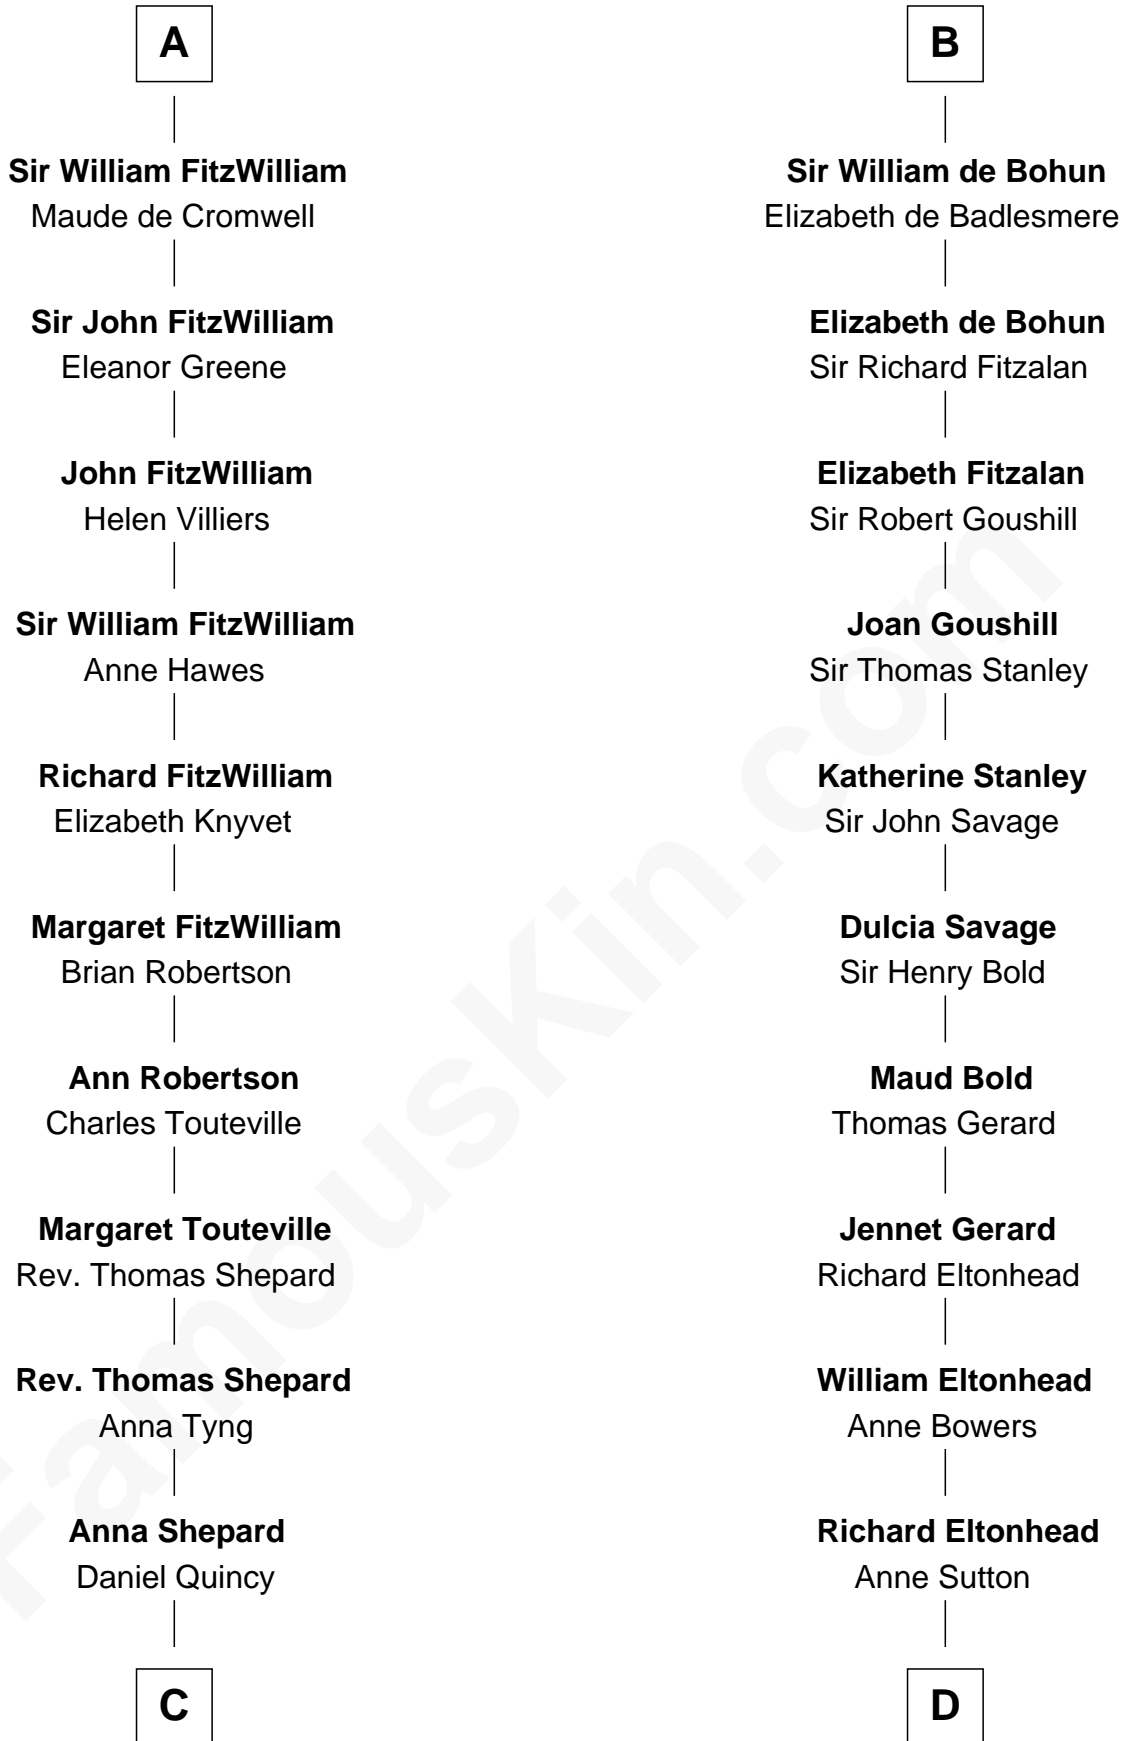 A
Sir William FitzWilliam
Maude de Cromwell
Sir John FitzWilliam
Eleanor Greene
John FitzWilliam
Helen Villiers
Sir William FitzWilliam
Anne Hawes
Richard FitzWilliam
Elizabeth Knyvet
Margaret FitzWilliam
Brian Robertson
Ann Robertson
Charles Touteville
Margaret Touteville
Rev. Thomas Shepard
Rev. Thomas Shepard
Anna Tyng
Anna Shepard
Daniel Quincy
C
B
Sir William de Bohun
Elizabeth de Badlesmere
Elizabeth de Bohun
Sir Richard Fitzalan
Elizabeth Fitzalan
Sir Robert Goushill
Joan Goushill
Sir Thomas Stanley
Katherine Stanley
Sir John Savage
Dulcia Savage
Sir Henry Bold
Maud Bold
Thomas Gerard
Jennet Gerard
Richard Eltonhead
William Eltonhead
Anne Bowers
Richard Eltonhead
Anne Sutton
D
FamousKin.com